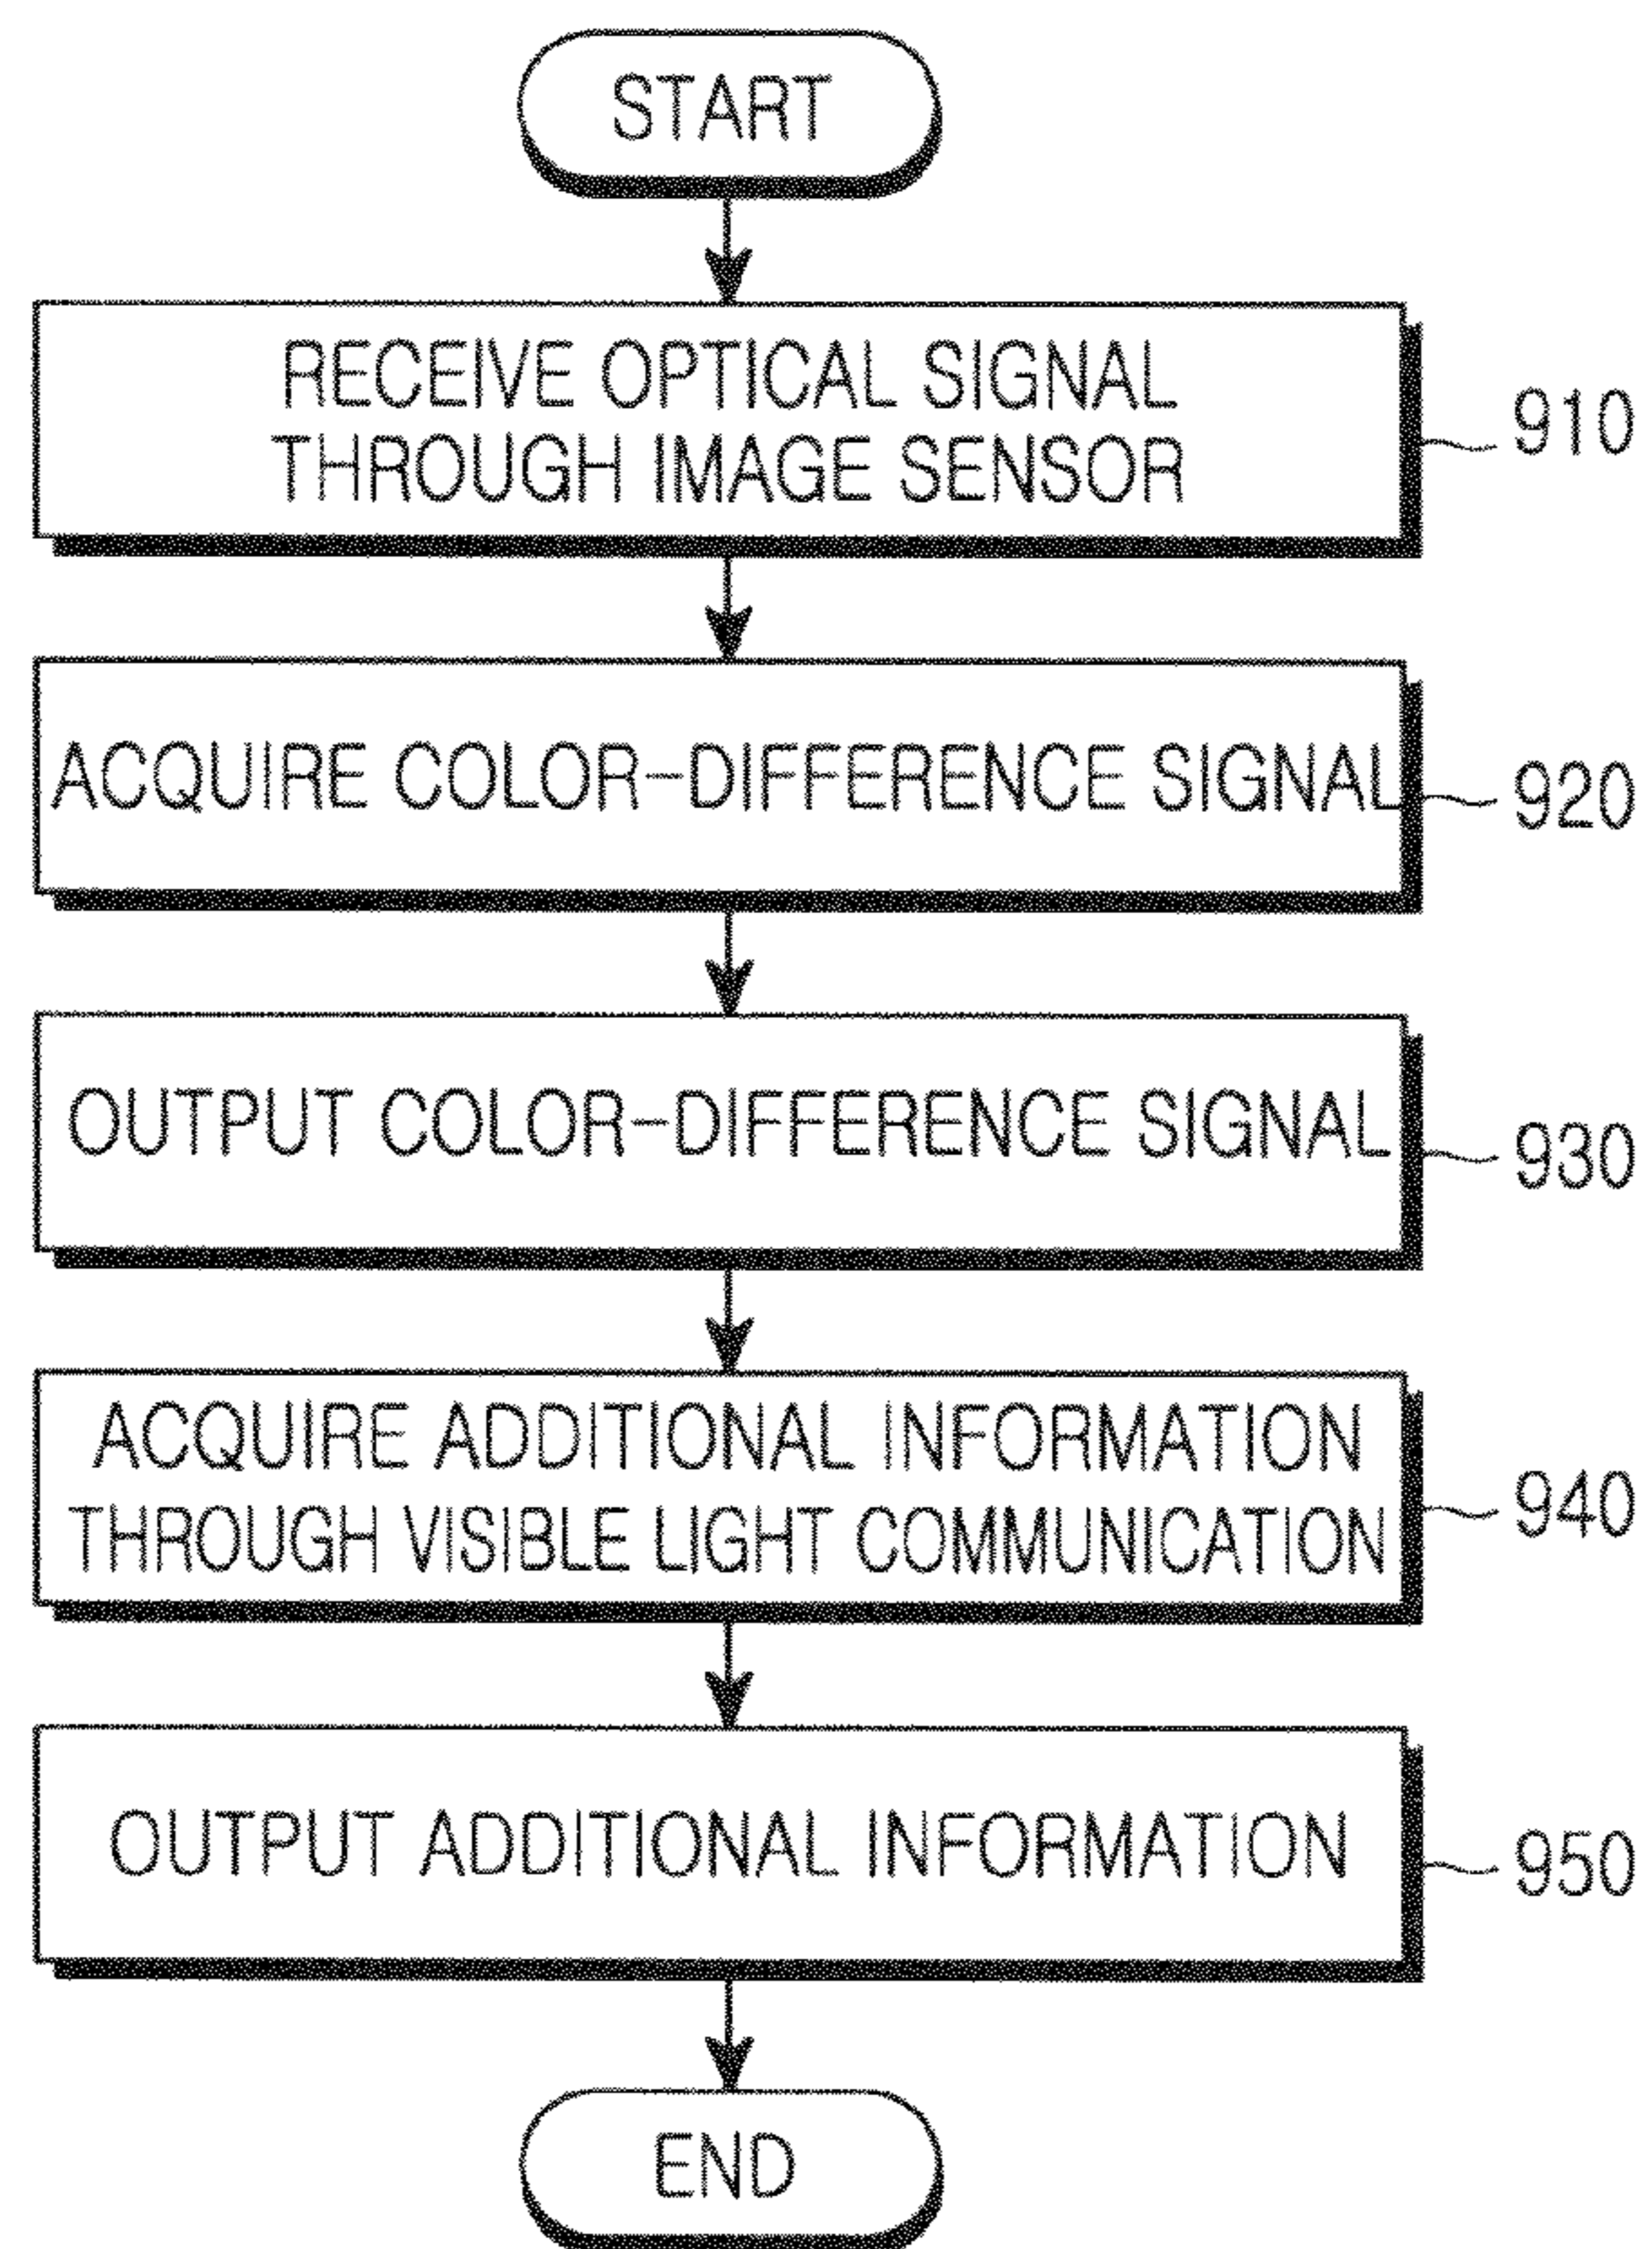 START
RECEIVE OPTICAL SIGNAL
THROUGH IMAGE SENSOR
910
ACQUIRE COLOR-DIFFERENCE SIGNAL
920
OUTPUT COLOR-DIFFERENCE SIGNAL
930
ACQUIRE ADDITIONAL INFORMATION
THROUGH VISIBLE LIGHT COMMUNICATION
940
OUTPUT ADDITIONAL INFORMATION
950
END